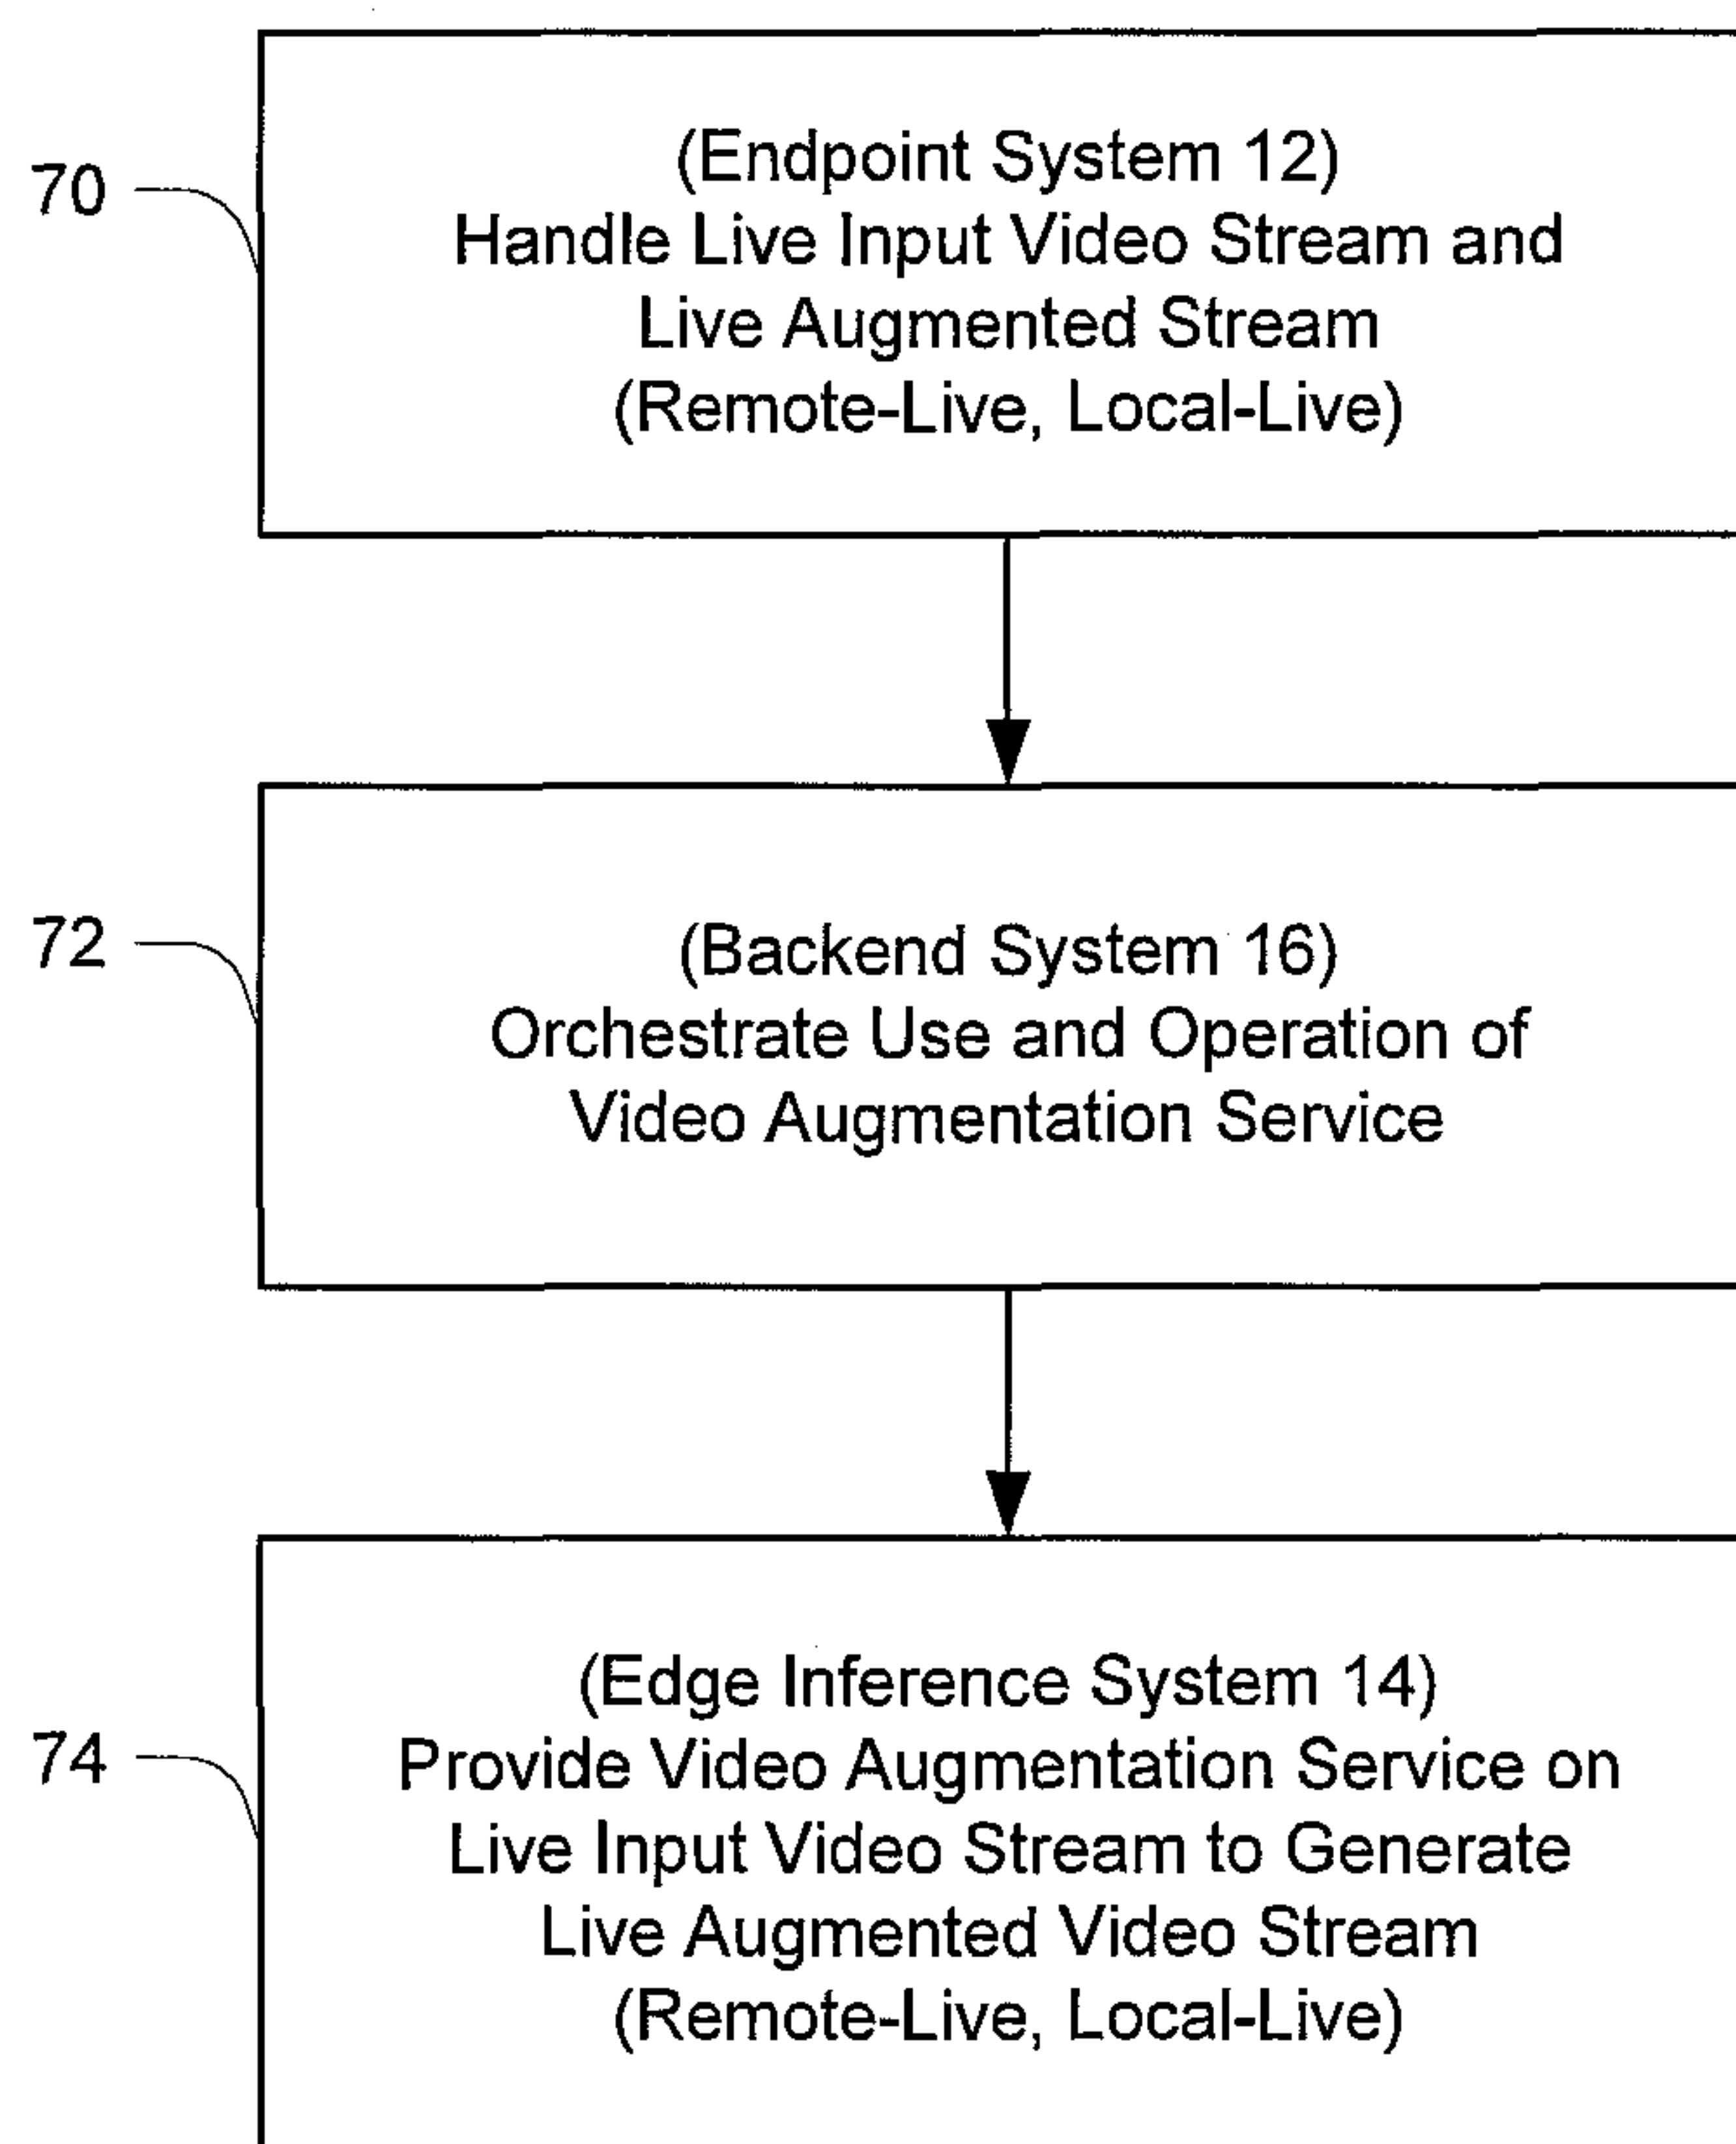 70
(Endpoint System 12)
Handle Live Input Video Stream and
Live Augmented Stream
(Remote-Live, Local-Live)
72
(Backend System 16)
Orchestrate Use and Operation of
Video Augmentation Service
74
(Edge Inference System 14)
Provide Video Augmentation Service on
Live Input Video Stream to Generate
Live Augmented Video Stream
(Remote-Live, Local-Live)